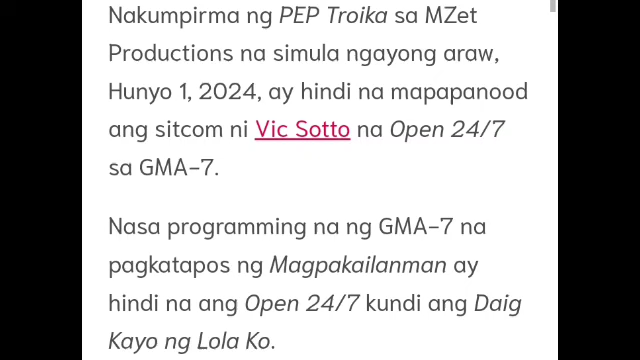 Nakumpirma ng PEP Troika sa MZet
Productions na simula ngayong araw,
Hunyo 1, 2024, ay hindi na mapapanood
ang sitcom ni Vic Sotto na Open 24/7
sa GMA-7.
Nasa programming na ng GMA-7 na
pagkatapos ng Magpakailanman ay
hindi na ang Open 24/7 kundi ang Daig
Kayo ng Lola Ko.